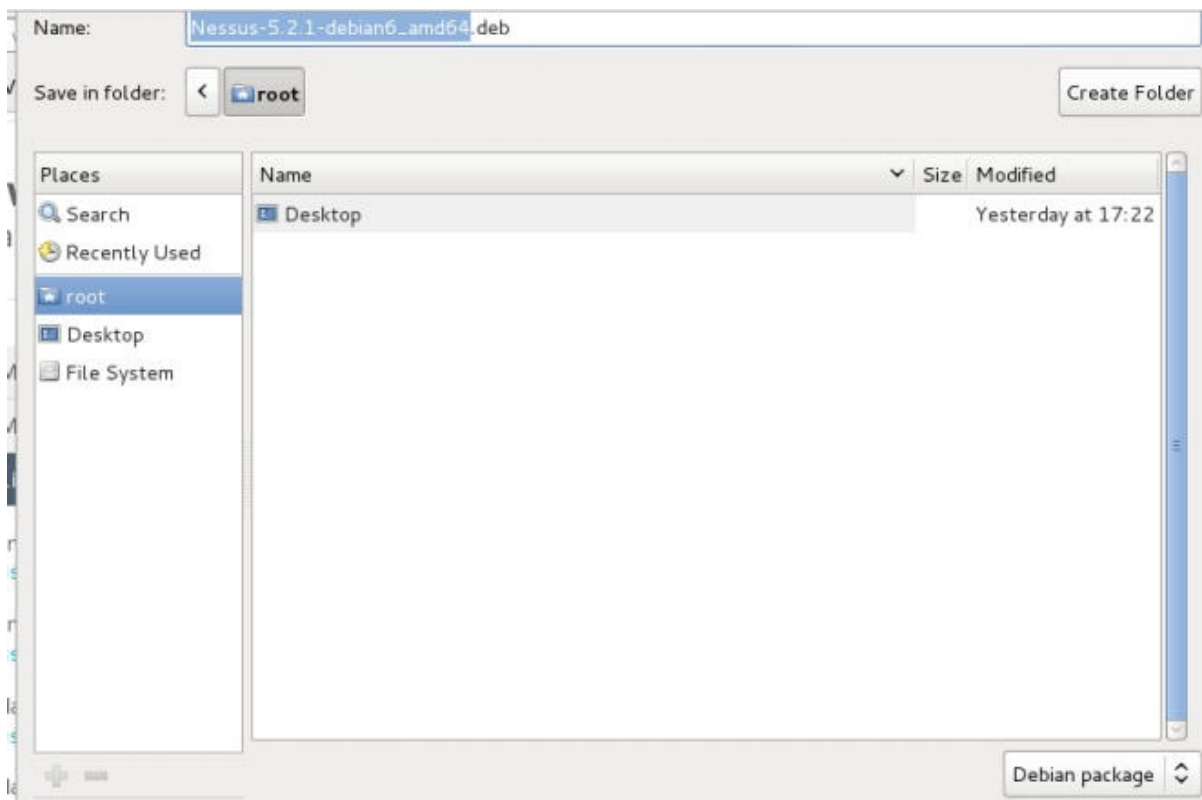 Name: Nessus-5.2.1-debian6_amd64.deb
Save in folder: < root Create Folder
Places Name Size Modified
Search Desktop Yesterday at 17:22
Recently Used
root
Desktop
File System
Debian package